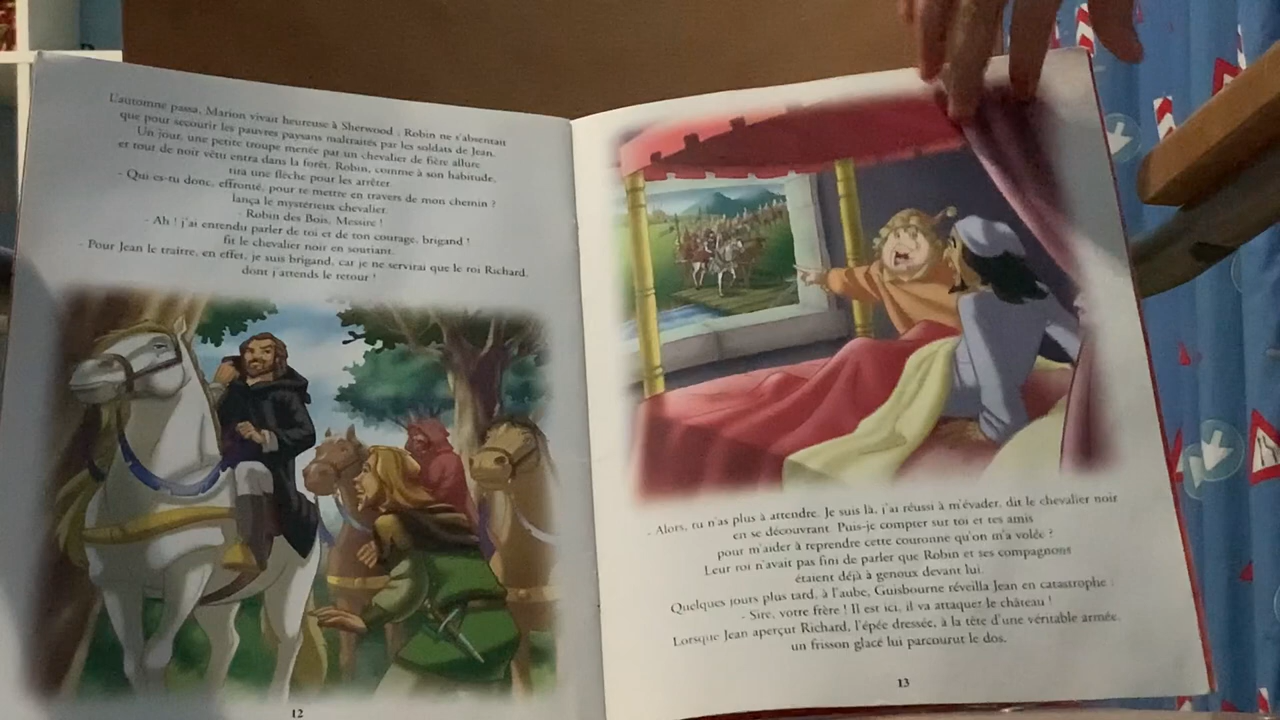 L'automne passa, Marion vivait heureuse à Sherwood ; Robin ne s'absentait
que pour secourir les pauvres paysans maltraités par les soldats de Jean.
Un jour, une petite troupe menée par un chevalier de fière allure
et tout de noir vêtu entra dans la forêt. Robin, comme à son habitude,
tira une flèche pour les arrêter.
- Qui es-tu donc, effronté, pour te mettre en travers de mon chemin ?
lança le mystérieux chevalier.
- Robin des Bois, Messire !
- Ah ! j'ai entendu parler de toi et de ton courage, brigand !
fit le chevalier noir en souriant.
- Pour Jean le traître, en effet, je suis brigand, car je ne servirai que le roi Richard,
dont j'attends le retour !
12
- Alors, tu n'as plus à attendre. Je suis là, j'ai réussi à m'évader, dit le chevalier noir
en se découvrant. Puis-je compter sur toi et tes amis
pour m'aider à reprendre cette couronne qu'on m'a volée ?
Leur roi n'avait pas fini de parler que Robin et ses compagnons
étaient déjà à genoux devant lui.
Quelques jours plus tard, à l'aube, Guisbourne réveilla Jean en catastrophe :
- Sire, votre frère ! Il est ici, il va attaquer le château !
Lorsque Jean aperçut Richard, l'épée dressée, à la tête d'une véritable armée,
un frisson glacé lui parcourut le dos.
13